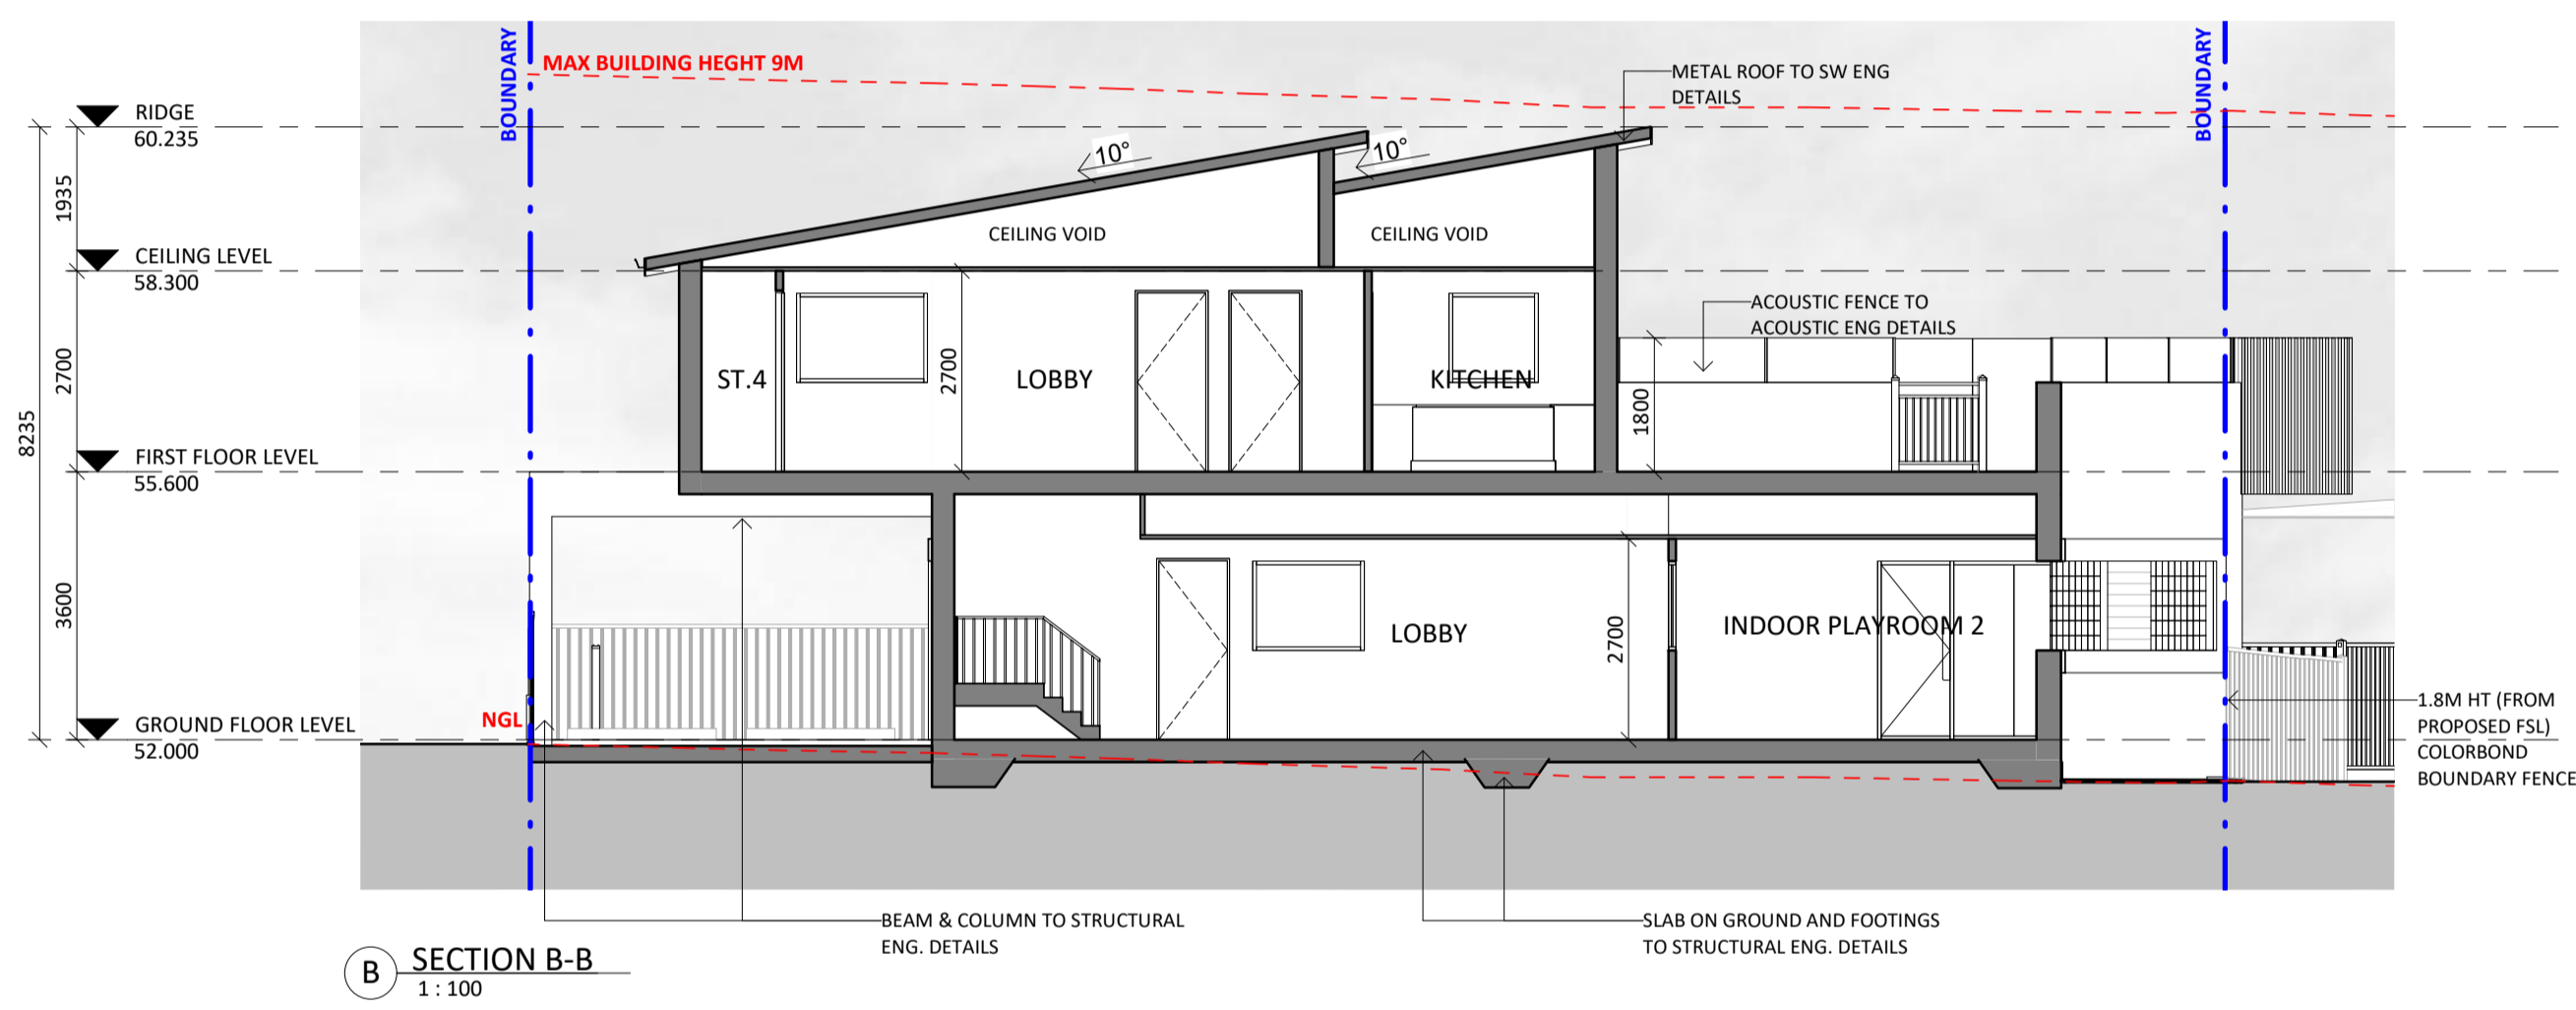 BOUNDARY
MAX BUILDING HEGHT 9M
METAL ROOF TO SW ENG
DETAILS
BOUNDARY
RIDGE
60.235
10°
10°
1935
CEILING VOID
CEILING VOID
CEILING LEVEL
58.300
ACOUSTIC FENCE TO
ACOUSTIC ENG DETAILS
2700
ST.4
2700
LOBBY
KITCHEN
1800
8235
FIRST FLOOR LEVEL
55.600
3600
LOBBY
2700
INDOOR PLAYROOM 2
NGL
GROUND FLOOR LEVEL
52.000
1.8M HT (FROM
PROPOSED FSL)
COLORBOND
BOUNDARY FENCE
BEAM & COLUMN TO STRUCTURAL
ENG. DETAILS
SLAB ON GROUND AND FOOTINGS
TO STRUCTURAL ENG. DETAILS
B
SECTION B-B
1 : 100